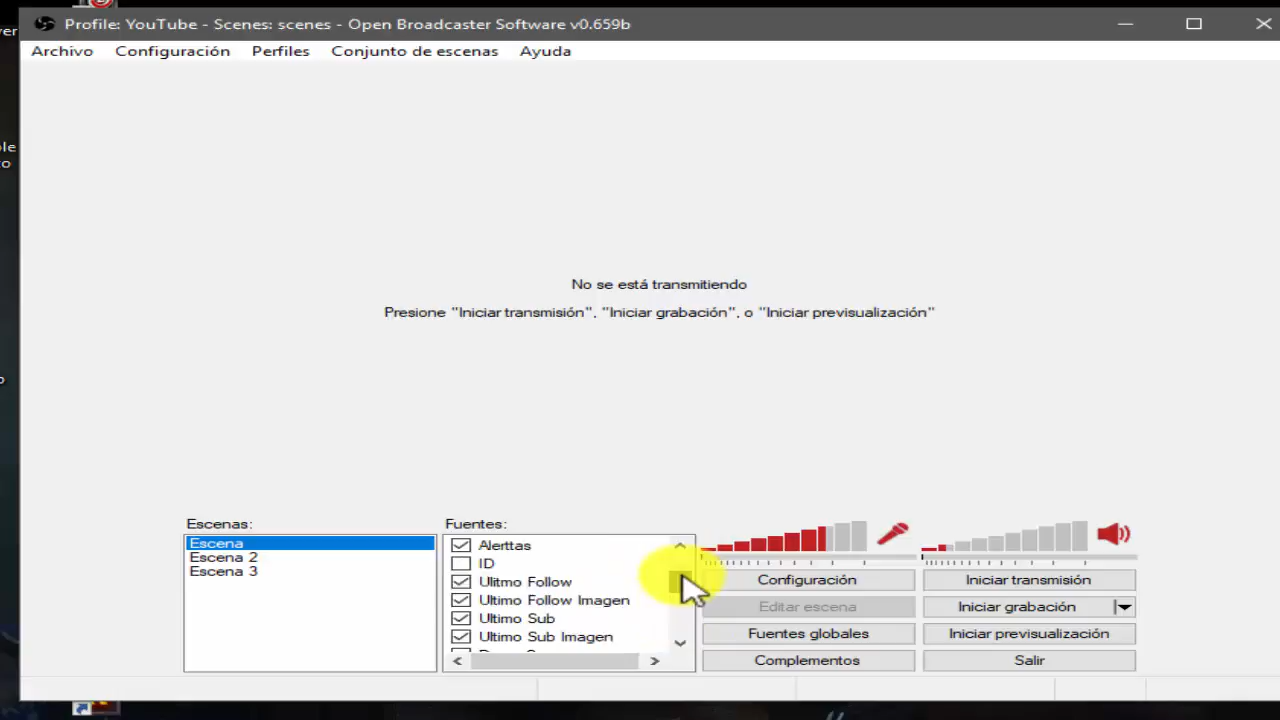 Profile: YouTube - Scenes: scenes - Open Broadcaster Software v0.659b
Archivo Configuración Perfiles Conjunto de escenas Ayuda
No se está transmitiendo
Presione "Iniciar transmisión", "Iniciar grabación", o "Iniciar previsualización"
Escenas:
Escena
Escena 2
Escena 3
Fuentes:
Alerttas
ID
Ulitmo Follow
Ultimo Follow Imagen
Ultimo Sub
Ultimo Sub Imagen
Configuración
Editar escena
Fuentes globales
Complementos
Iniciar transmisión
Iniciar grabación
Iniciar previsualización
Salir